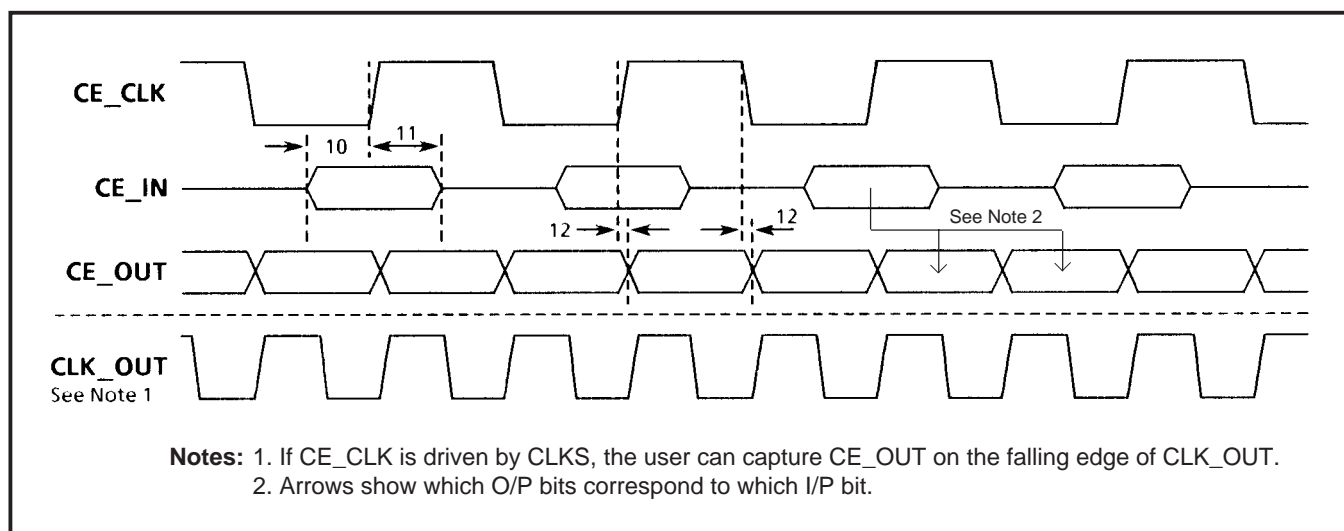 CE_CLK
10
11
CE_IN
12
12
See Note 2
CE_OUT
CLK_OUT
See Note 1
Notes: 1. If CE_CLK is driven by CLKS, the user can capture CE_OUT on the falling edge of CLK_OUT.
2. Arrows show which O/P bits correspond to which I/P bit.